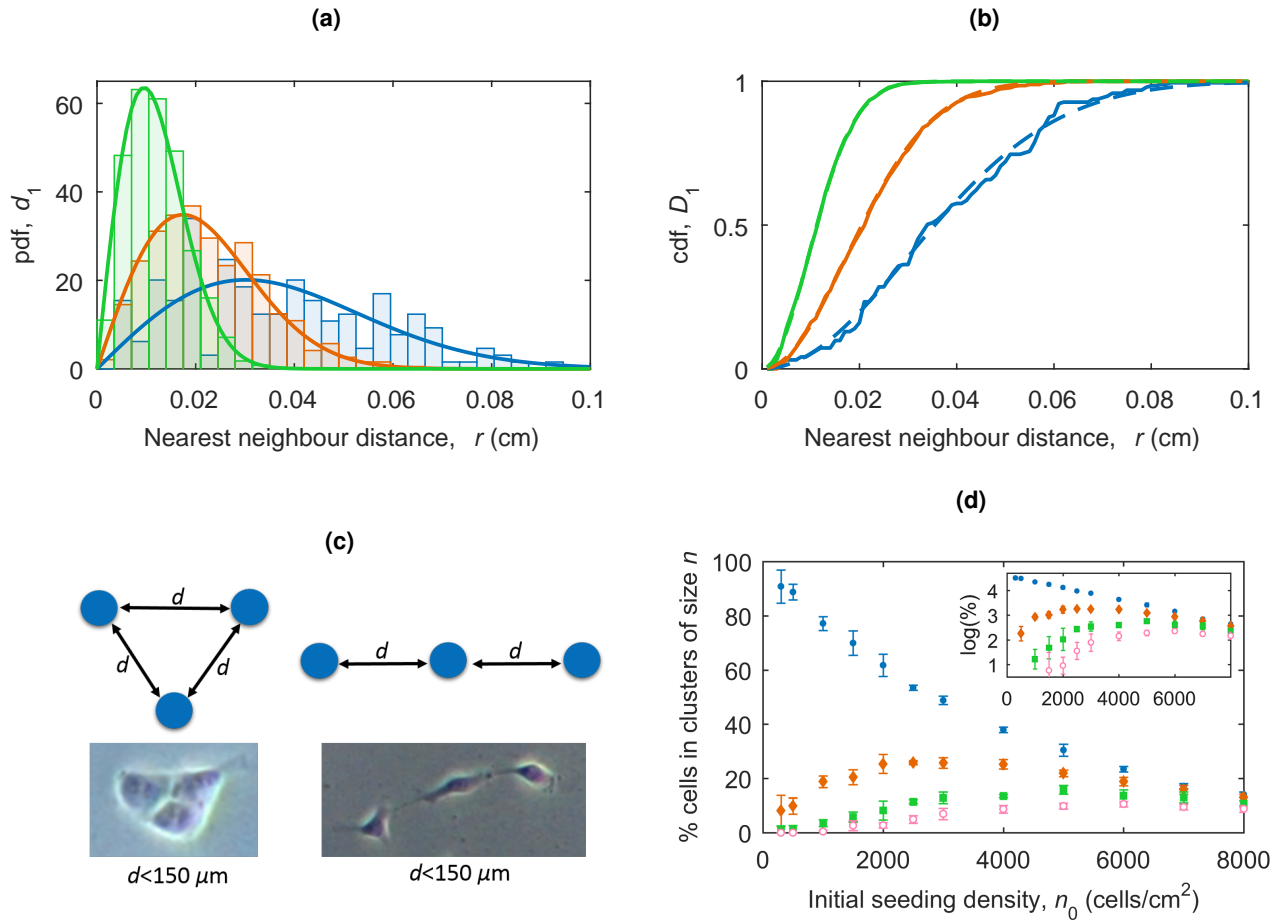 (a)
pdf, d₁
60
40
20
0
0 0.02 0.04 0.06 0.08 0.1
Nearest neighbour distance, r (cm)
(b)
cdf, D₁
1
0.5
0
0 0.02 0.04 0.06 0.08 0.1
Nearest neighbour distance, r (cm)
(c)
d
d d
d d
d<150 μm
d<150 μm
(d)
% cells in clusters of size n
100
80
60
40
20
0
0 2000 4000 6000 8000
Initial seeding density, n₀ (cells/cm²)
log(%)
4
3
2
1
0 2000 4000 6000